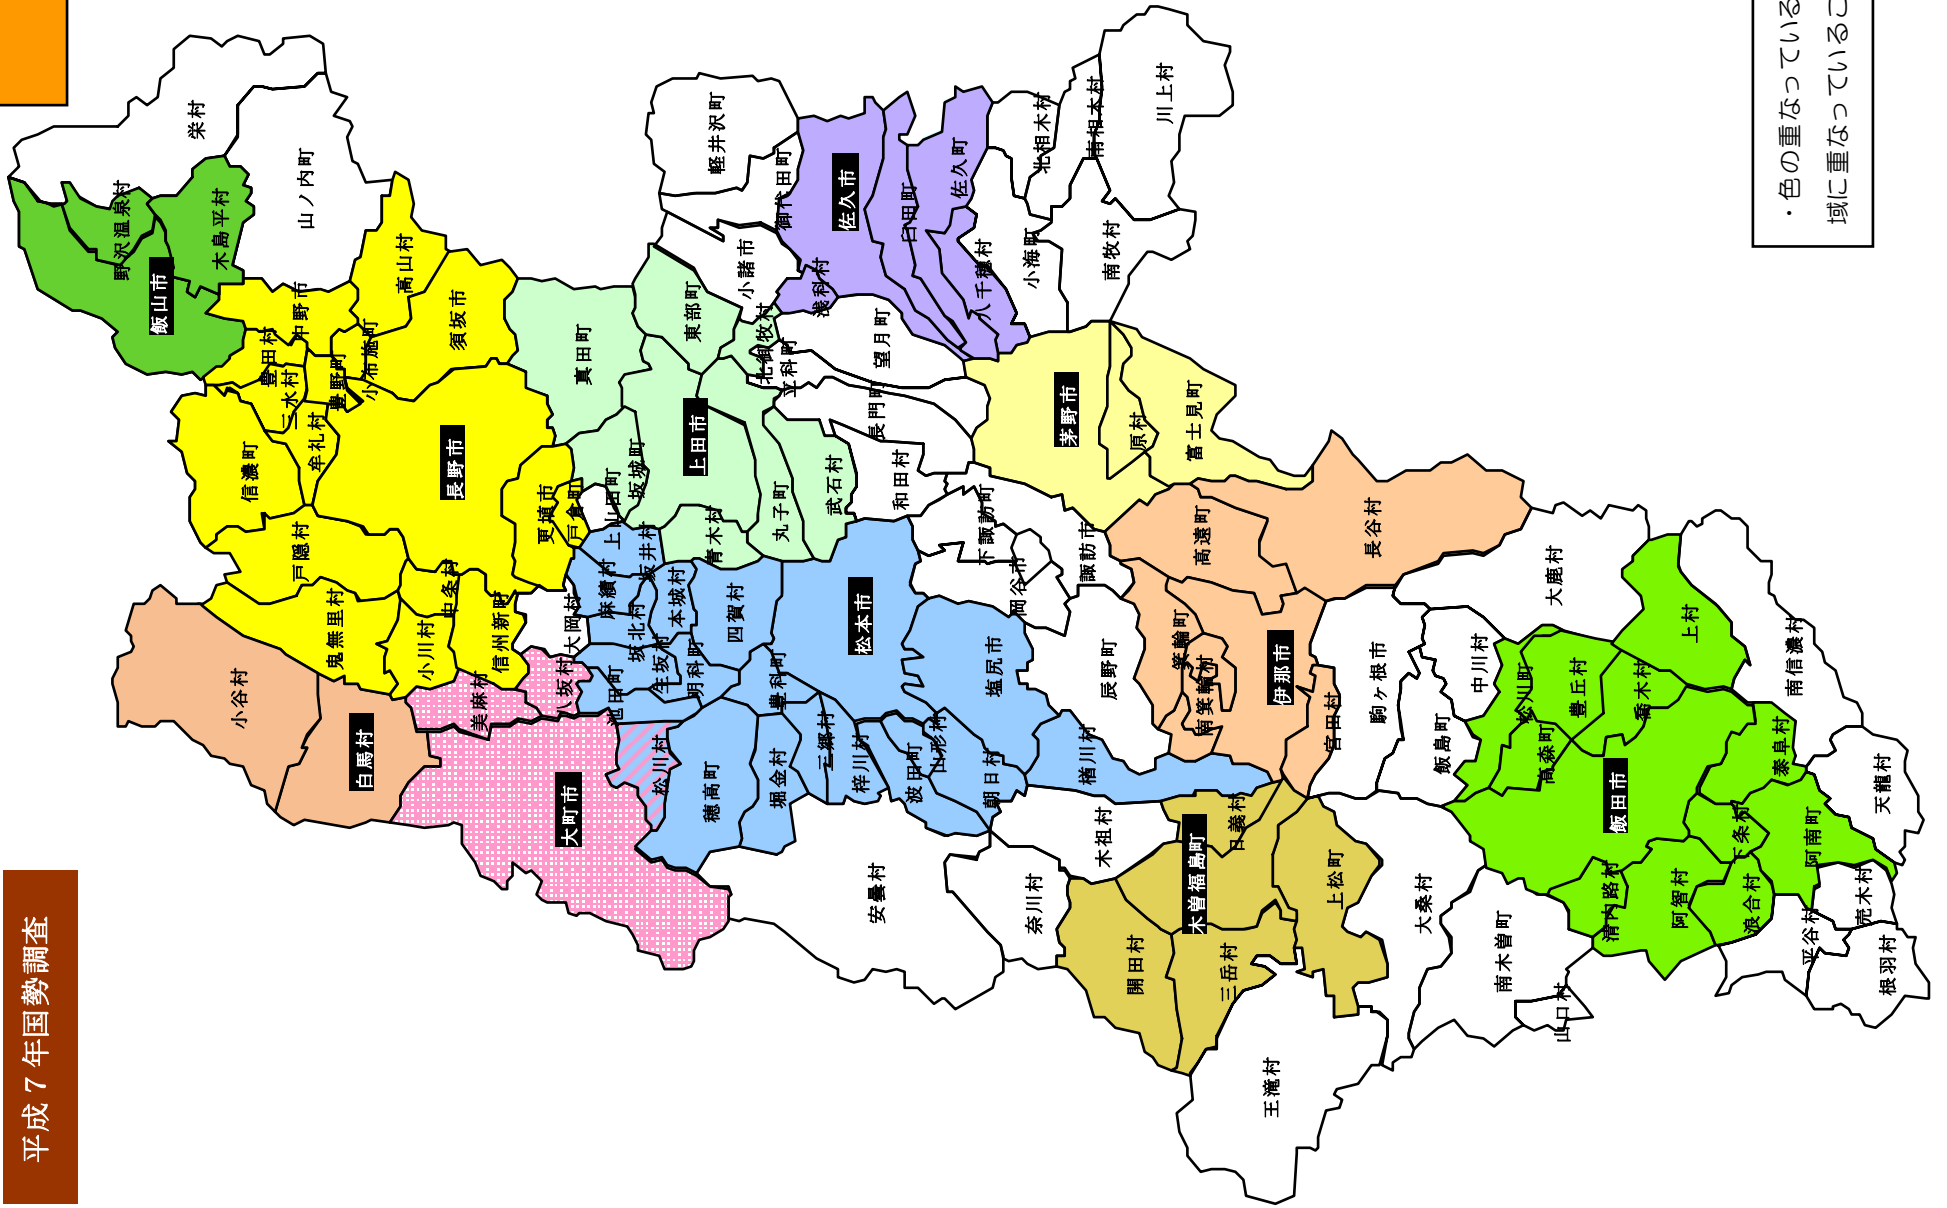 平成７年国勢調査
・色の重なっている
域に重なっているこ
栄村
野沢温泉村
木島平村
飯山市
山ノ内町
高山村
中野市
須坂市
小布施町
豊田村
豊野町
三水村
牟礼村
信濃町
長野市
戸隠村
鬼無里村
中条村
小川村
信州新町
更埴市
戸倉町
上山田町
坂城町
大岡村
小谷村
白馬村
美麻村
八坂村
大町市
松川村
池田町
軽井沢町
御代田町
小諸市
佐久市
臼田町
佐久町
浅科村
八千穂村
小海町
北相木村
南相木村
川上村
南牧村
望月町
立科町
北御牧村
東部町
真田町
上田市
丸子町
武石村
長門町
和田村
青木村
坂井村
麻績村
本城村
坂北村
生坂村
明科町
四賀村
豊科町
松本市
塩尻市
穂高町
堀金村
三郷村
梓川村
波田町
山形村
朝日村
楢川村
安曇村
奈川村
茅野市
原村
富士見町
下諏訪町
岡谷市
諏訪市
辰野町
高遠町
長谷村
箕輪町
南箕輪村
伊那市
宮田村
駒ヶ根市
飯島町
中川村
大鹿村
木祖村
日義村
木曽福島町
開田村
三岳村
上松町
王滝村
大桑村
南木曽町
山口村
松川町
高森町
豊丘村
喬木村
上村
南信濃村
飯田市
泰阜村
下条村
阿南町
天龍村
清内路村
阿智村
浪合村
平谷村
売木村
根羽村